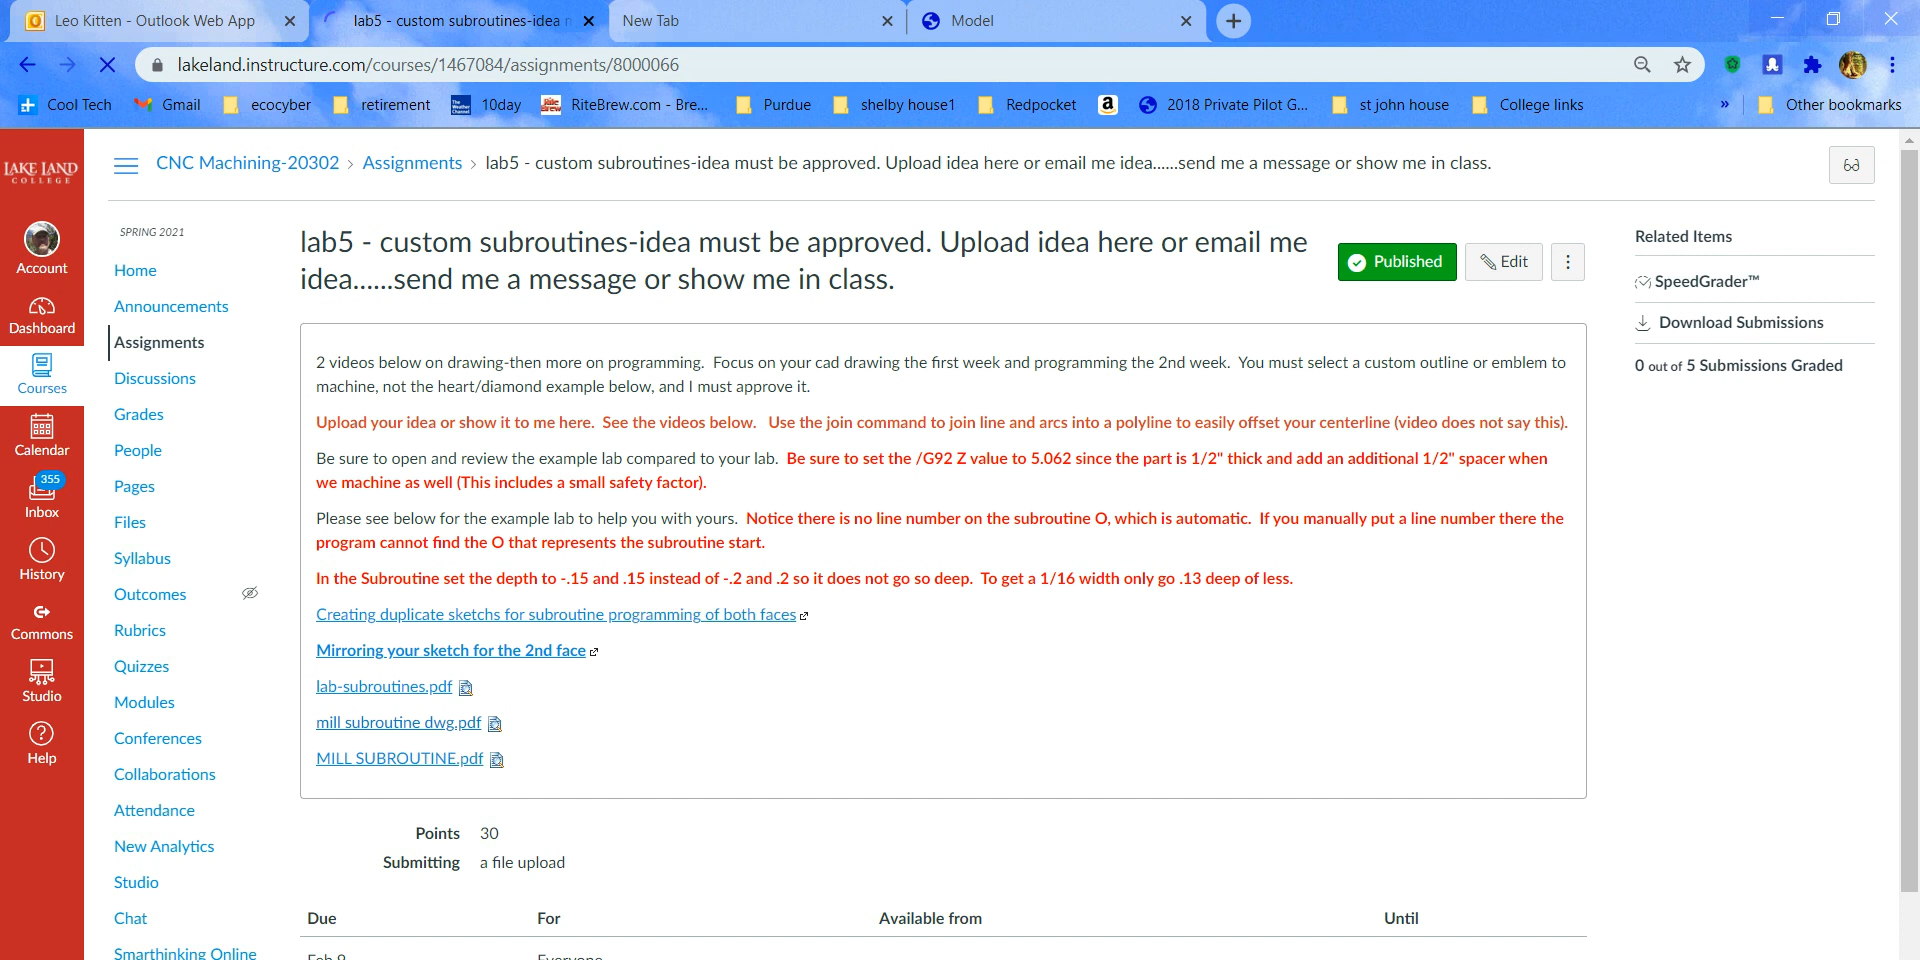 Leo Kitten - Outlook Web App
lab5 - custom subroutines-idea
New Tab
Model
lakeland.instructure.com/courses/1467084/assignments/8000066
Cool Tech
Gmail
ecocyber
retirement
10day
RiteBrew.com - Bre...
Purdue
shelby house1
Redpocket
2018 Private Pilot G...
st john house
College links
»
Other bookmarks
LAKE LAND
COLLEGE
CNC Machining-20302 › Assignments › lab5 - custom subroutines-idea must be approved. Upload idea here or email me idea......send me a message or show me in class.
Account
Dashboard
Courses
Calendar
355
Inbox
History
Commons
Studio
Help
SPRING 2021
Home
Announcements
Assignments
Discussions
Grades
People
Pages
Files
Syllabus
Outcomes
Rubrics
Quizzes
Modules
Conferences
Collaborations
Attendance
New Analytics
Studio
Chat
Smarthinking Online
lab5 - custom subroutines-idea must be approved. Upload idea here or email me
idea......send me a message or show me in class.
Published
Edit
2 videos below on drawing-then more on programming. Focus on your cad drawing the first week and programming the 2nd week. You must select a custom outline or emblem to
machine, not the heart/diamond example below, and I must approve it.
Upload your idea or show it to me here. See the videos below. Use the join command to join line and arcs into a polyline to easily offset your centerline (video does not say this).
Be sure to open and review the example lab compared to your lab. Be sure to set the /G92 Z value to 5.062 since the part is 1/2" thick and add an additional 1/2" spacer when
we machine as well (This includes a small safety factor).
Please see below for the example lab to help you with yours. Notice there is no line number on the subroutine O, which is automatic. If you manually put a line number there the
program cannot find the O that represents the subroutine start.
In the Subroutine set the depth to -.15 and .15 instead of -.2 and .2 so it does not go so deep. To get a 1/16 width only go .13 deep of less.
Creating duplicate sketchs for subroutine programming of both faces
Mirroring your sketch for the 2nd face
lab-subroutines.pdf
mill subroutine dwg.pdf
MILL SUBROUTINE.pdf
Points 30
Submitting a file upload
Due For Available from Until
Feb 9 Everyone
Related Items
SpeedGrader™
Download Submissions
0 out of 5 Submissions Graded